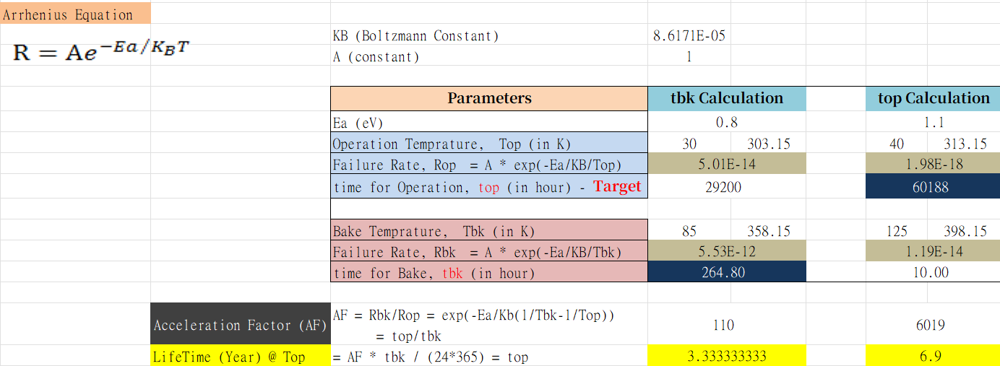 Arrhenius Equation
R = Ae^−Ea/K_BT
KB (Boltzmann Constant) 8.6171E-05
A (constant) 1
Parameters tbk Calculation top Calculation
Ea (eV) 0.8 1.1
Operation Temprature, Top (in K) 30 303.15 40 313.15
Failure Rate, Rop = A * exp(-Ea/KB/Top) 5.01E-14 1.98E-18
time for Operation, top (in hour) - Target 29200 60188
Bake Temprature, Tbk (in K) 85 358.15 125 398.15
Failure Rate, Rbk = A * exp(-Ea/KB/Tbk) 5.53E-12 1.19E-14
time for Bake, tbk (in hour) 264.80 10.00
Acceleration Factor (AF) AF = Rbk/Rop = exp(-Ea/Kb(1/Tbk-1/Top)) 110 6019
= top/tbk
LifeTime (Year) @ Top = AF * tbk / (24*365) = top 3.333333333 6.9